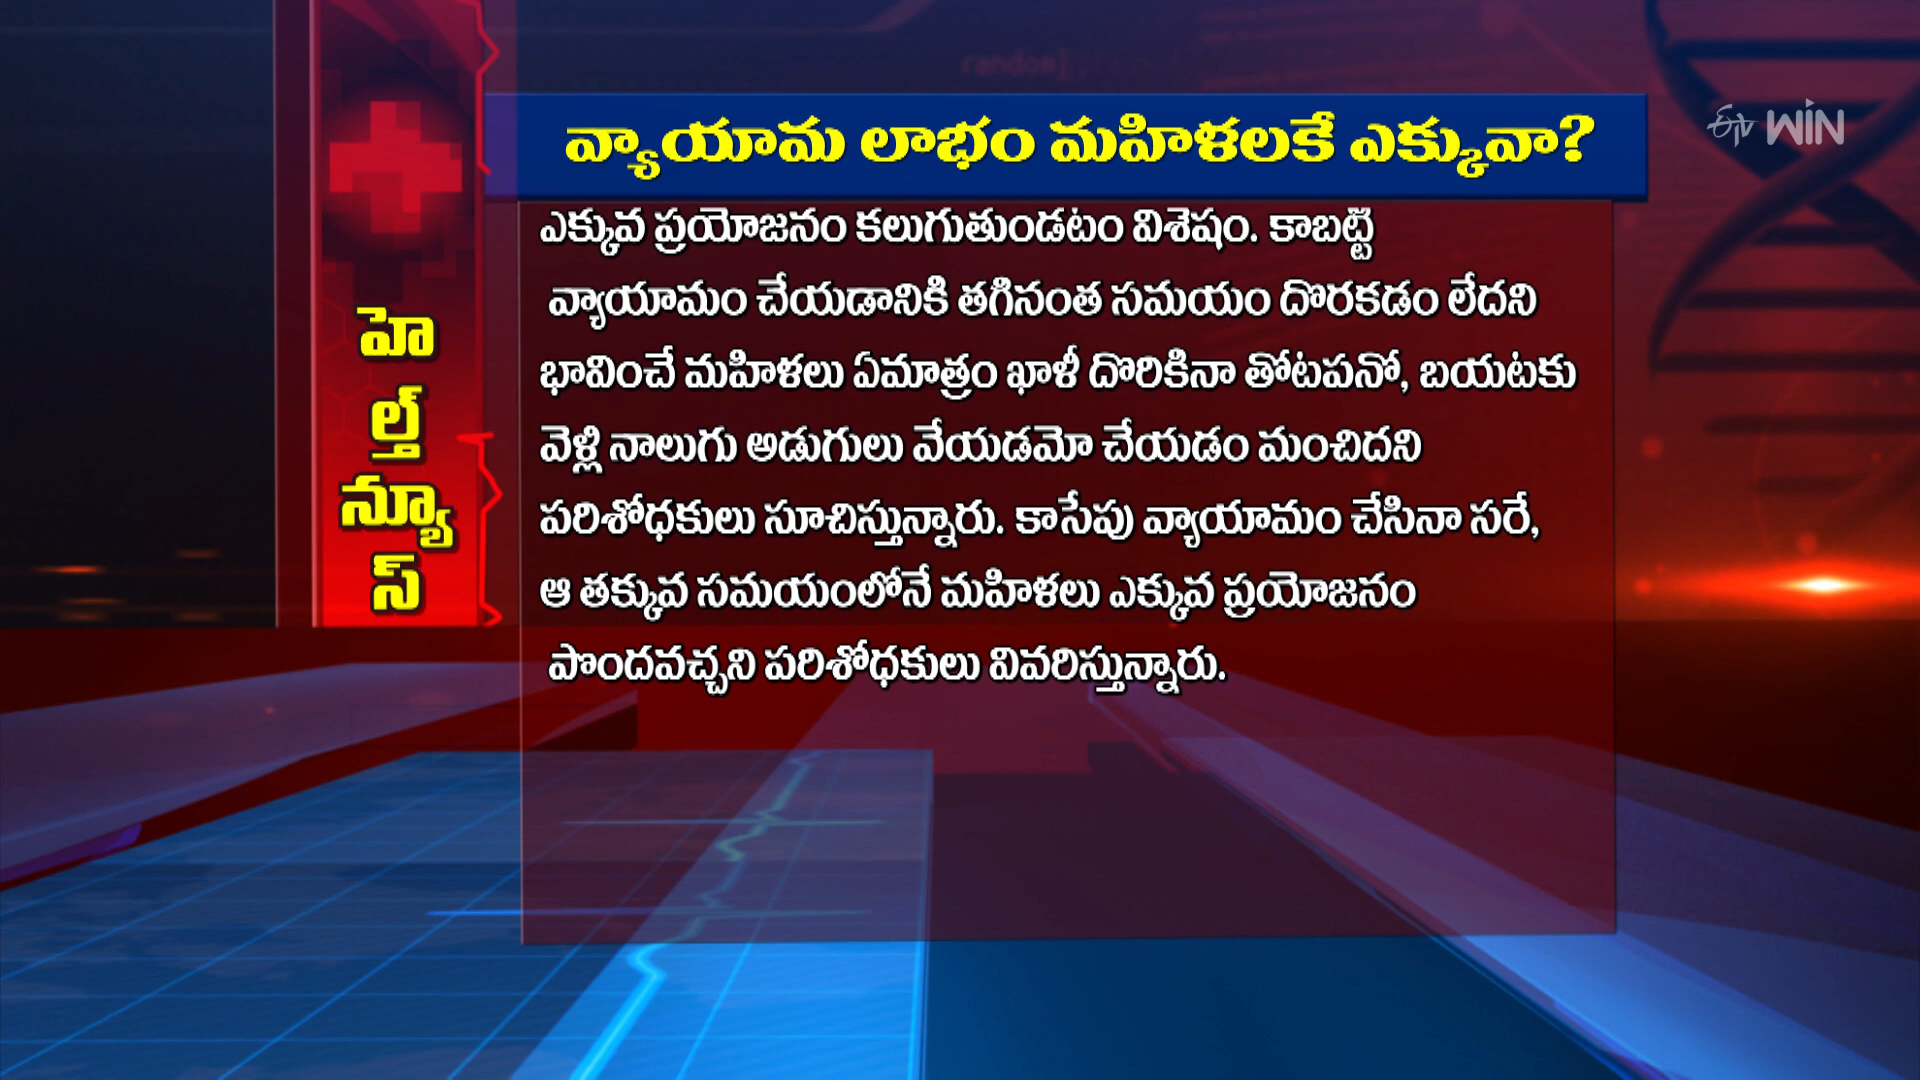 వ్యాయామ లాభం మహిళలకే ఎక్కువా?
ఈటీవీ WIN
ఎక్కువ ప్రయోజనం కలుగుతుండటం విశెషం. కాబట్టి
వ్యాయామం చేయడానికి తగినంత సమయం దొరకడం లేదని
భావించే మహిళలు ఏమాత్రం ఖాళీ దొరికినా తోటపనో, బయటకు
వెళ్లి నాలుగు అడుగులు వేయడమో చేయడం మంచిదని
పరిశోధకులు సూచిస్తున్నారు. కాసేపు వ్యాయామం చేసినా సరే,
ఆ తక్కువ సమయంలోనే మహిళలు ఎక్కువ ప్రయోజనం
పొందవచ్చని పరిశోధకులు వివరిస్తున్నారు.
హె
ల్త్
న్యూ
స్